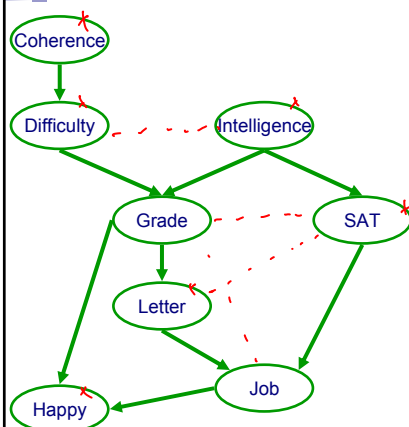 Coherence
Difficulty
Intelligence
Grade
SAT
Letter
Job
Happy